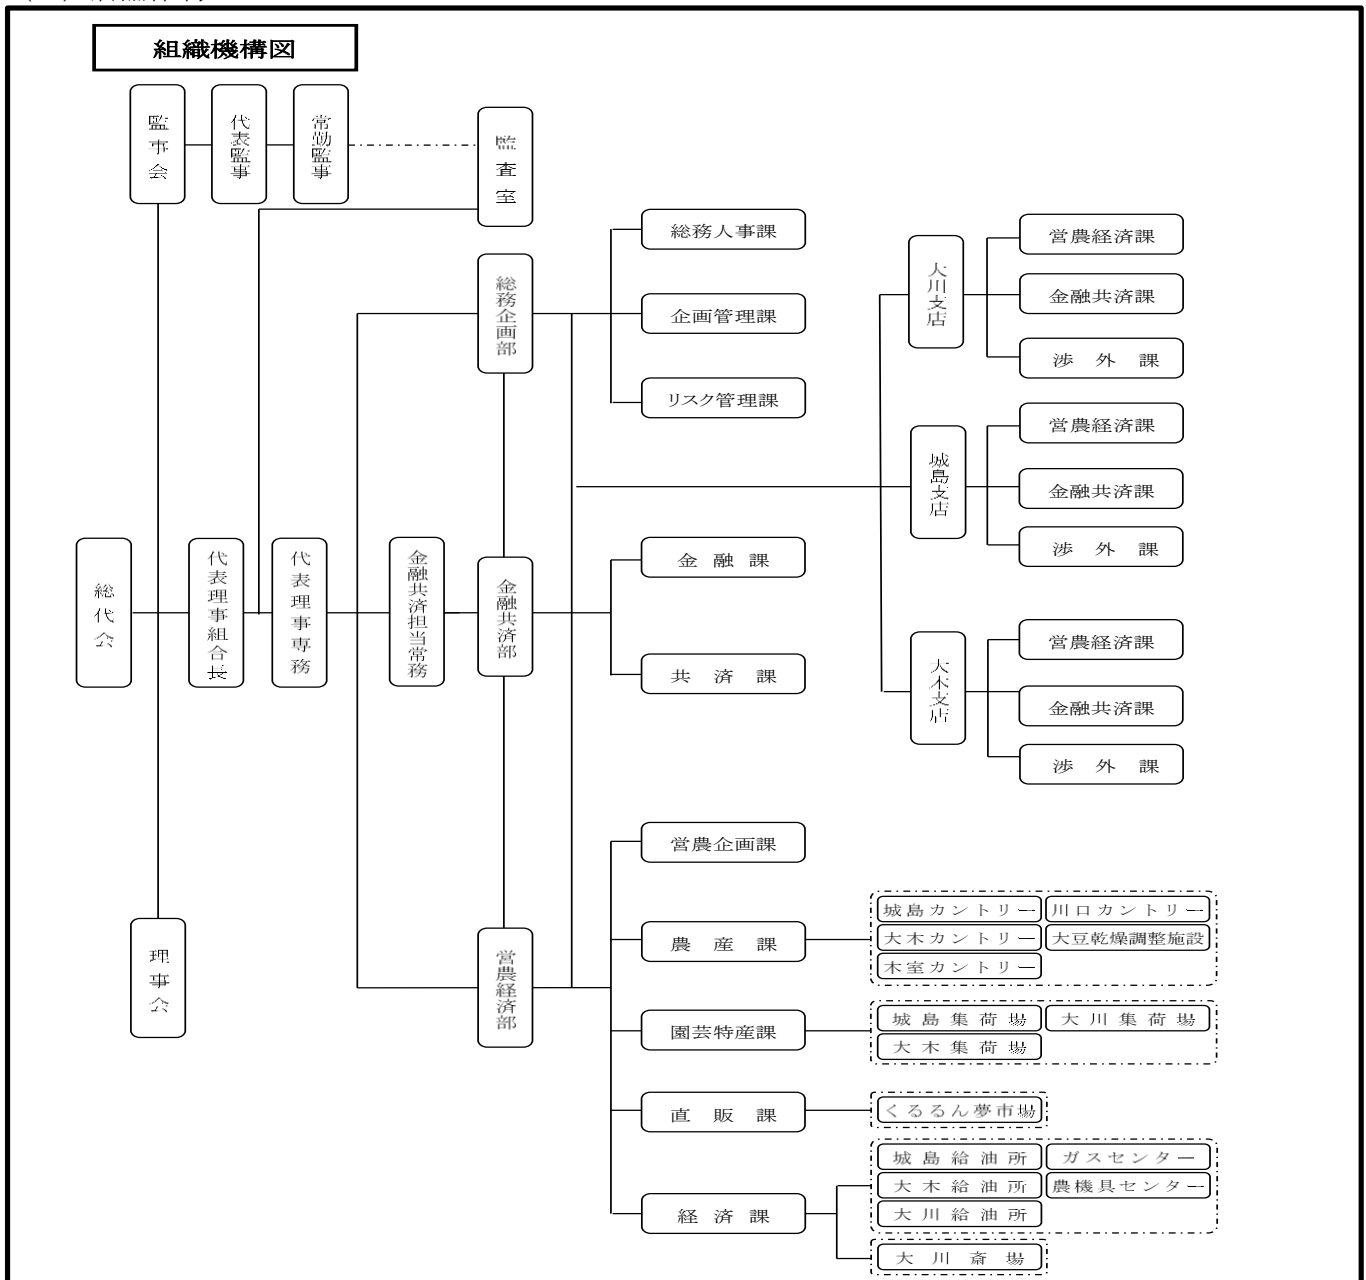 組織機構図
監事会
代表監事
常勤監事
監査室
総務企画部
総務人事課
企画管理課
リスク管理課
大川支店
営農経済課
金融共済課
渉外課
城島支店
営農経済課
金融共済課
渉外課
大木支店
営農経済課
金融共済課
渉外課
総代会
代表理事組合長
代表理事専務
金融共済担当常務
金融共済部
金融課
共済課
理事会
営農経済部
営農企画課
農産課
城島カントリー
川口カントリー
大木カントリー
大豆乾燥調整施設
木室カントリー
園芸特産課
城島集荷場
大川集荷場
大木集荷場
直販課
くるるん夢市場
経済課
城島給油所
ガスセンター
大木給油所
農機具センター
大川給油所
大川斎場